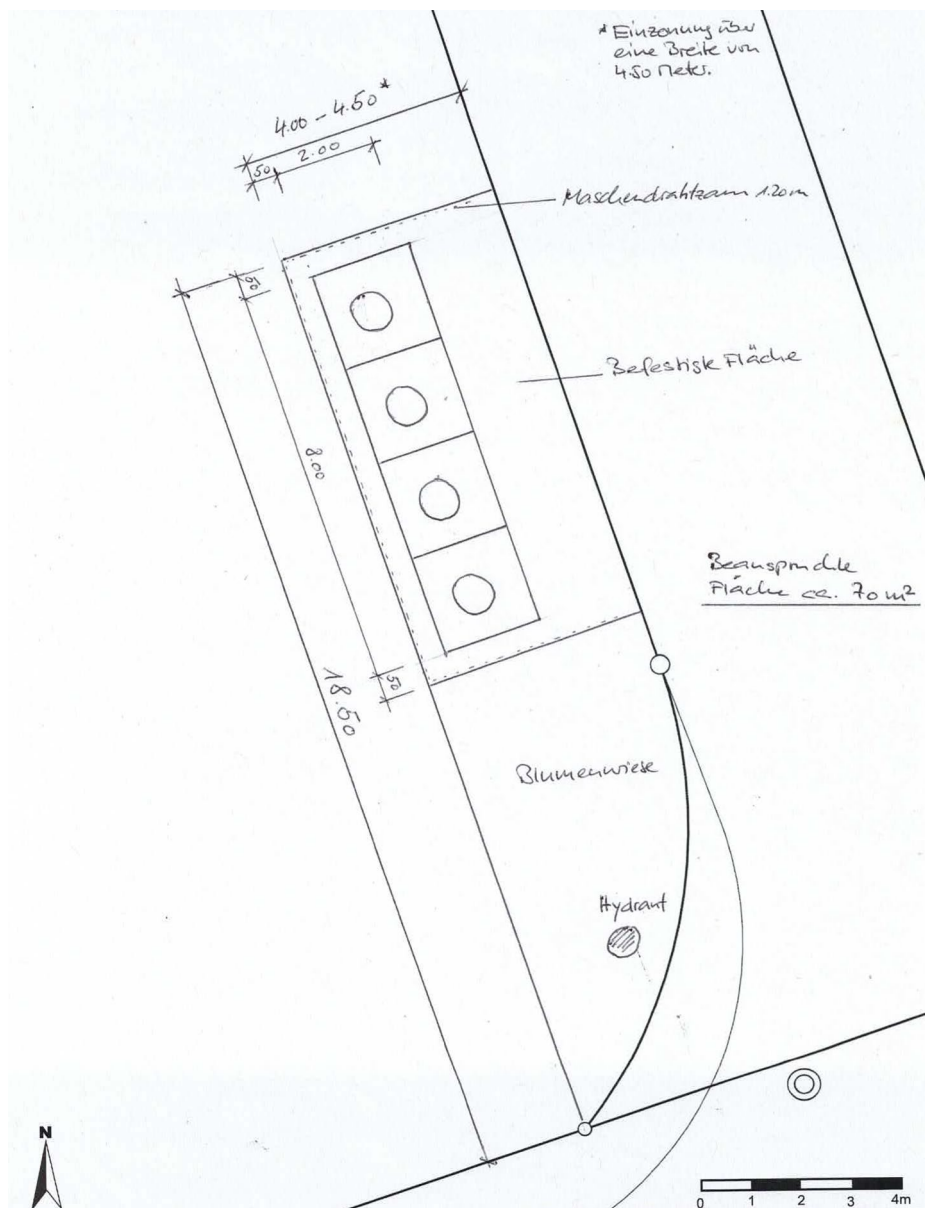 * Einzonung über
eine Breite von
4.50 Meter.
4.00 – 4.50*
50
2.00
Maschendrahtzaun 1.20 m
50
Befestigte Fläche
8.00
Beanspruchte
Fläche ca. 70 m²
50
18.50
Blumenwiese
Hydrant
N
0 1 2 3 4m